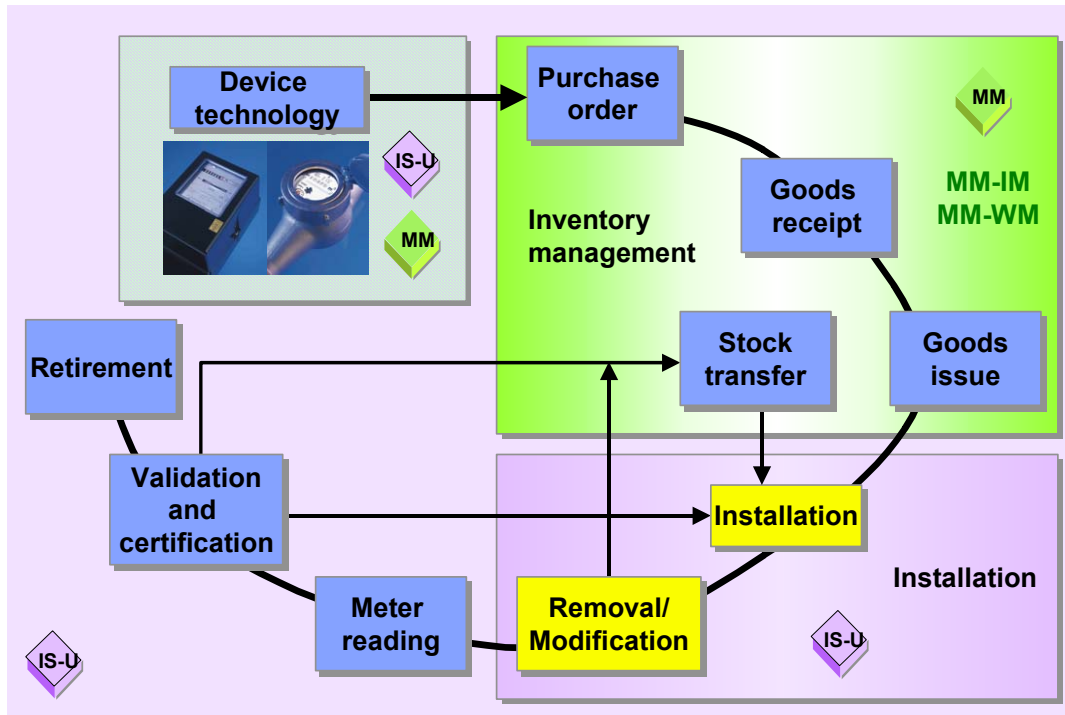 Device
technology
IS-U
MM
Purchase
order
MM
Goods
receipt
MM-IM
MM-WM
Inventory
management
Retirement
Stock
transfer
Goods
issue
Validation
and
certification
Installation
Installation
Meter
reading
Removal/
Modification
IS-U
IS-U